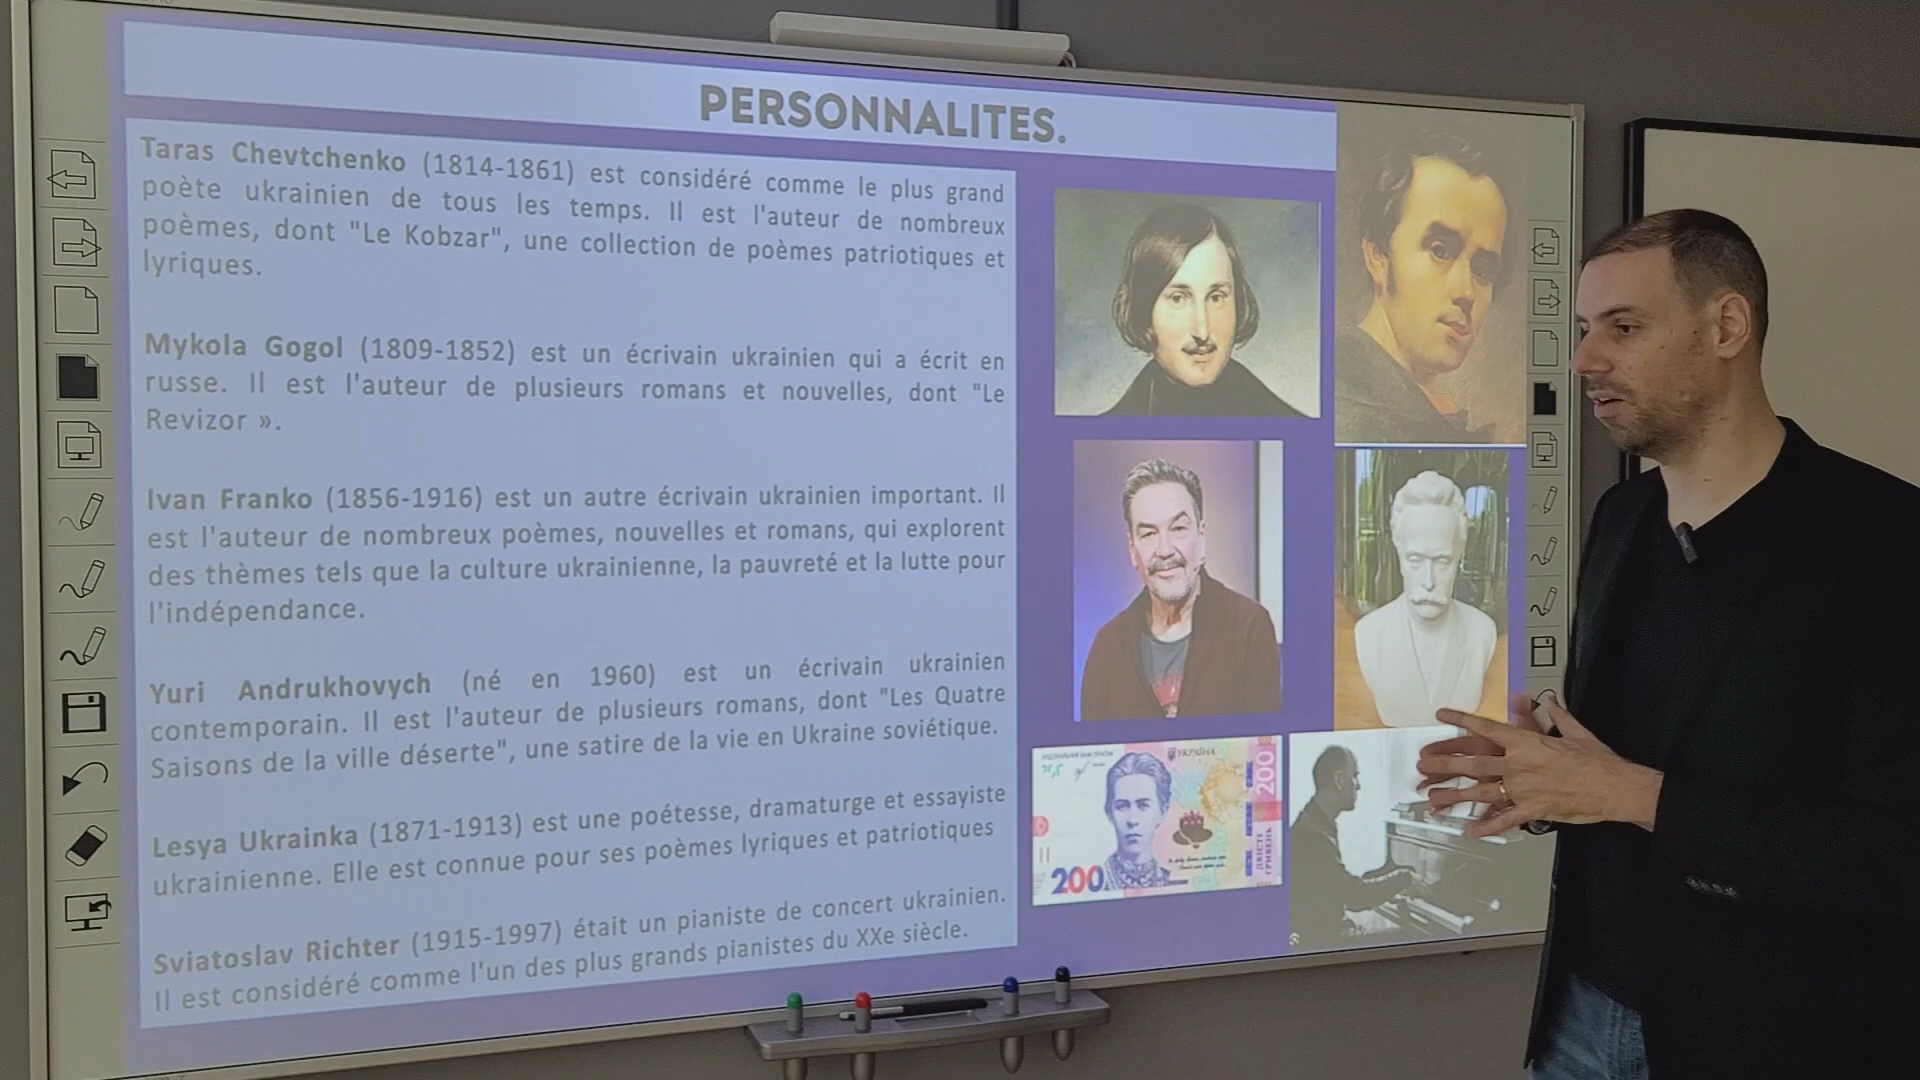 PERSONNALITES.
Taras Chevtchenko (1814-1861) est considéré comme le plus grand
poète ukrainien de tous les temps. Il est l'auteur de nombreux
poèmes, dont "Le Kobzar", une collection de poèmes patriotiques et
lyriques.
Mykola Gogol (1809-1852) est un écrivain ukrainien qui a écrit en
russe. Il est l'auteur de plusieurs romans et nouvelles, dont "Le
Revizor ».
Ivan Franko (1856-1916) est un autre écrivain ukrainien important. Il
est l'auteur de nombreux poèmes, nouvelles et romans, qui explorent
des thèmes tels que la culture ukrainienne, la pauvreté et la lutte pour
l'indépendance.
Yuri Andrukhovych (né en 1960) est un écrivain ukrainien
contemporain. Il est l'auteur de plusieurs romans, dont "Les Quatre
Saisons de la ville déserte", une satire de la vie en Ukraine soviétique.
Lesya Ukrainka (1871-1913) est une poétesse, dramaturge et essayiste
ukrainienne. Elle est connue pour ses poèmes lyriques et patriotiques
Sviatoslav Richter (1915-1997) était un pianiste de concert ukrainien.
Il est considéré comme l'un des plus grands pianistes du XXe siècle.
УКРАЇНА
200
ДВІСТІ
ГРИВЕНЬ
200